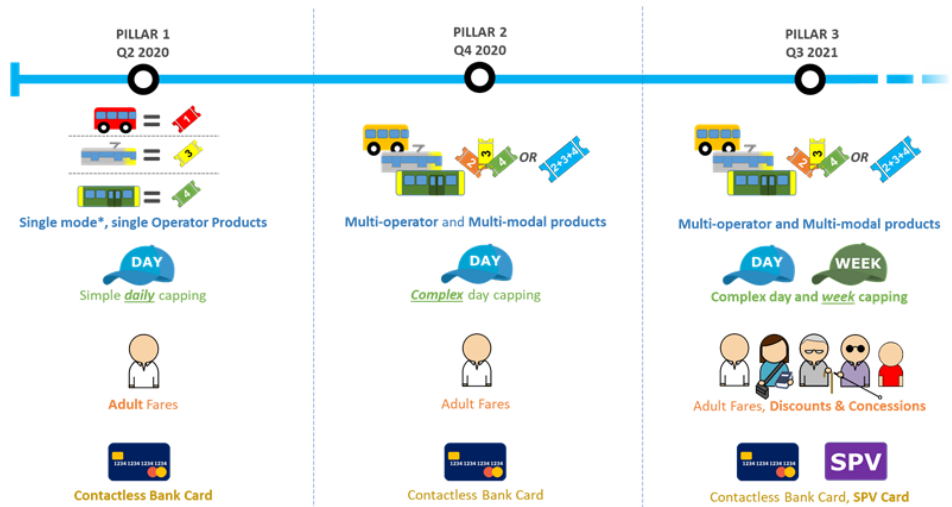 PILLAR 1
Q2 2020
PILLAR 2
Q4 2020
PILLAR 3
Q3 2021
1
3
4
2
3
4
OR
2+3+4
2
3
4
OR
2+3+4
Single mode*, single Operator Products
Multi-operator and Multi-modal products
Multi-operator and Multi-modal products
DAY
DAY
DAY
WEEK
Simple daily capping
Complex day capping
Complex day and week capping
Adult Fares
Adult Fares
Adult Fares, Discounts & Concessions
1234 1234 1234 1234
1234 1234 1234 1234
1234 1234 1234 1234
SPV
Contactless Bank Card
Contactless Bank Card
Contactless Bank Card, SPV Card